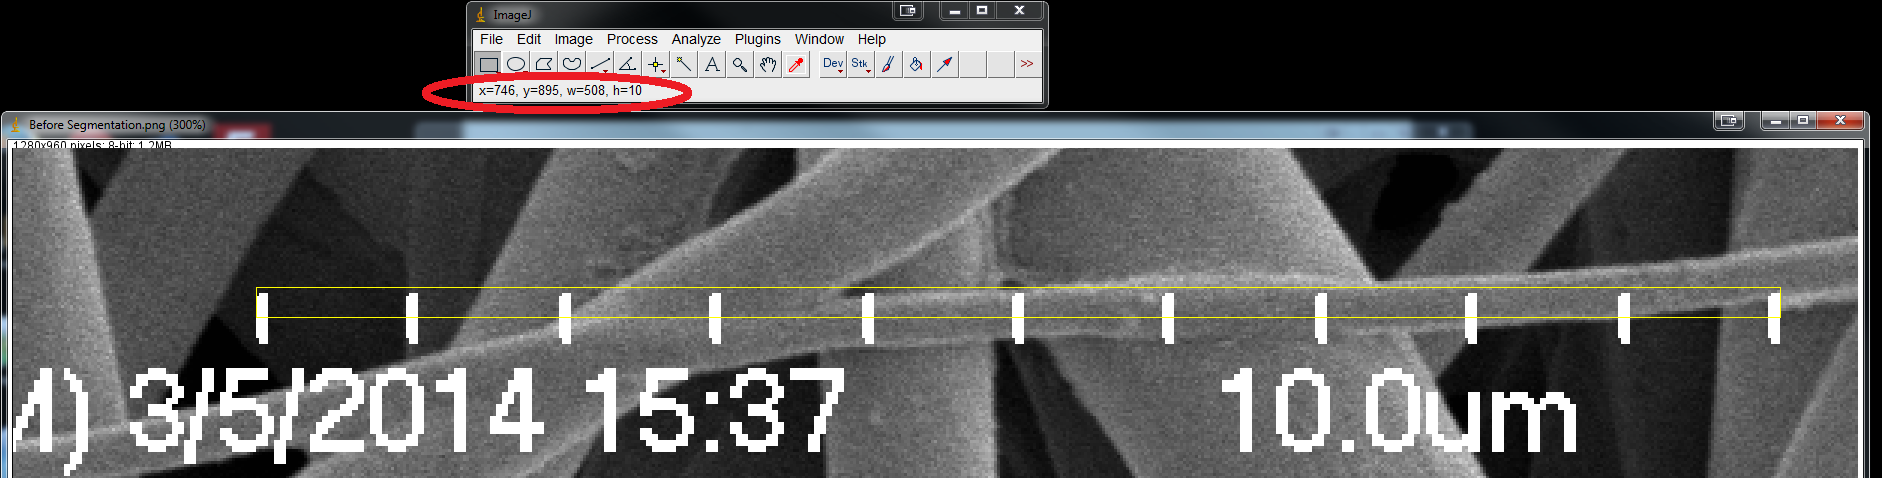 ImageJ
File Edit Image Process Analyze Plugins Window Help
A Dev Stk >>
x=746, y=895, w=508, h=10
Before Segmentation.png (300%)
1280x960 pixels; 8-bit; 1.2MB
M) 3/5/2014 15:37 10.0um